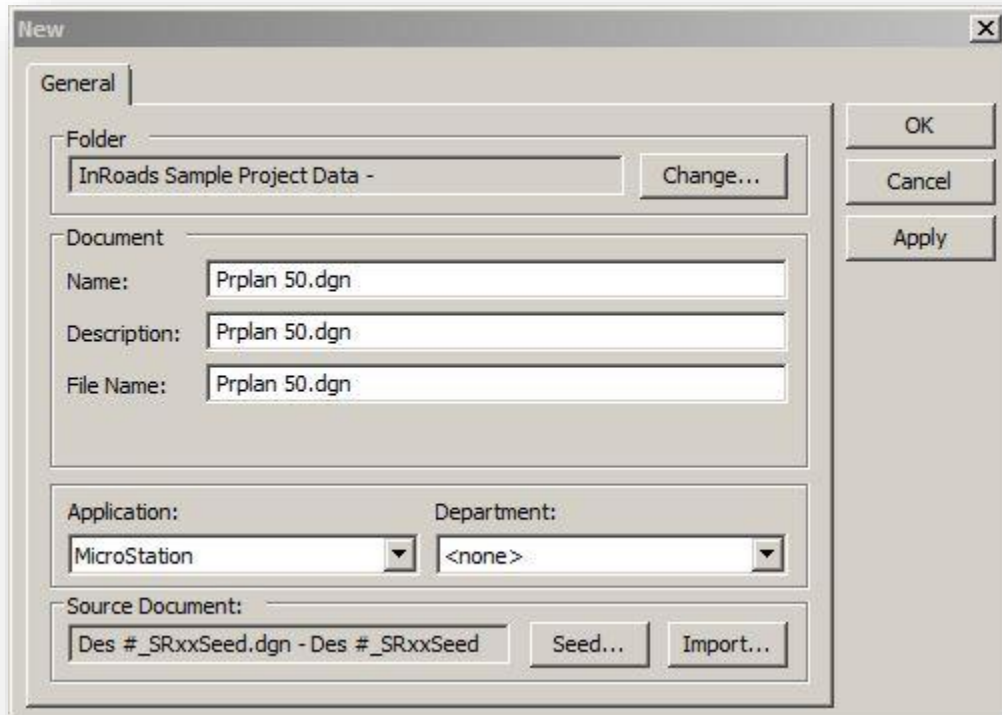 New
General
Folder
InRoads Sample Project Data -
Change...
OK
Cancel
Apply
Document
Name:
Prplan 50.dgn
Description:
Prplan 50.dgn
File Name:
Prplan 50.dgn
Application:
Department:
MicroStation
<none>
Source Document:
Des #_SRxxSeed.dgn - Des #_SRxxSeed
Seed...
Import...